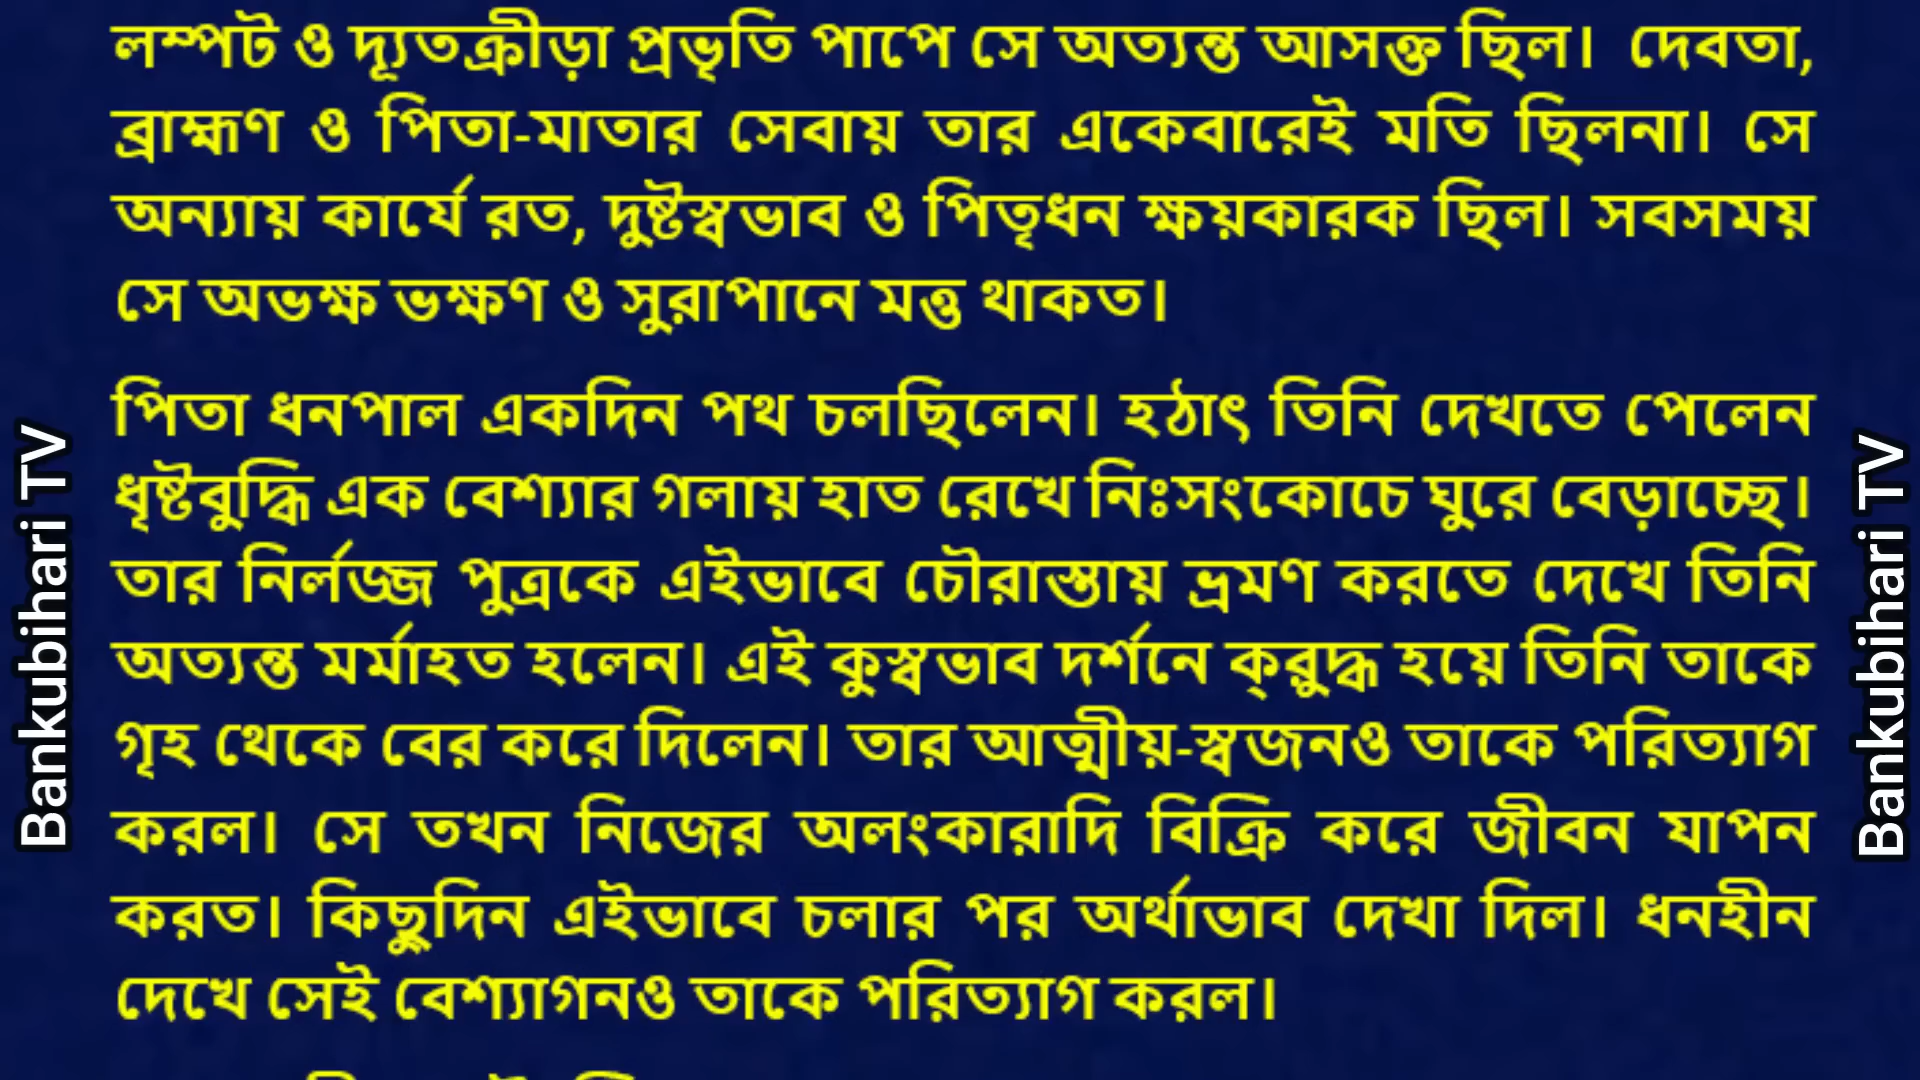 লম্পট ও দ্যূতক্রীড়া প্রভৃতি পাপে সে অত্যন্ত আসক্ত ছিল। দেবতা,
ব্রাহ্মণ ও পিতা-মাতার সেবায় তার একেবারেই মতি ছিলনা। সে
অন্যায় কার্যে রত, দুষ্টস্বভাব ও পিতৃধন ক্ষয়কারক ছিল। সবসময়
সে অভক্ষ ভক্ষণ ও সুরাপানে মত্ত থাকত।
পিতা ধনপাল একদিন পথ চলছিলেন। হঠাৎ তিনি দেখতে পেলেন
ধৃষ্টবুদ্ধি এক বেশ্যার গলায় হাত রেখে নিঃসংকোচে ঘুরে বেড়াচ্ছে।
তার নির্লজ্জ পুত্রকে এইভাবে চৌরাস্তায় ভ্রমণ করতে দেখে তিনি
অত্যন্ত মর্মাহত হলেন। এই কুস্বভাব দর্শনে ক্রুদ্ধ হয়ে তিনি তাকে
গৃহ থেকে বের করে দিলেন। তার আত্মীয়-স্বজনও তাকে পরিত্যাগ
করল। সে তখন নিজের অলংকারাদি বিক্রি করে জীবন যাপন
করত। কিছুদিন এইভাবে চলার পর অর্থাভাব দেখা দিল। ধনহীন
দেখে সেই বেশ্যাগনও তাকে পরিত্যাগ করল।
Bankubihari TV
Bankubihari TV